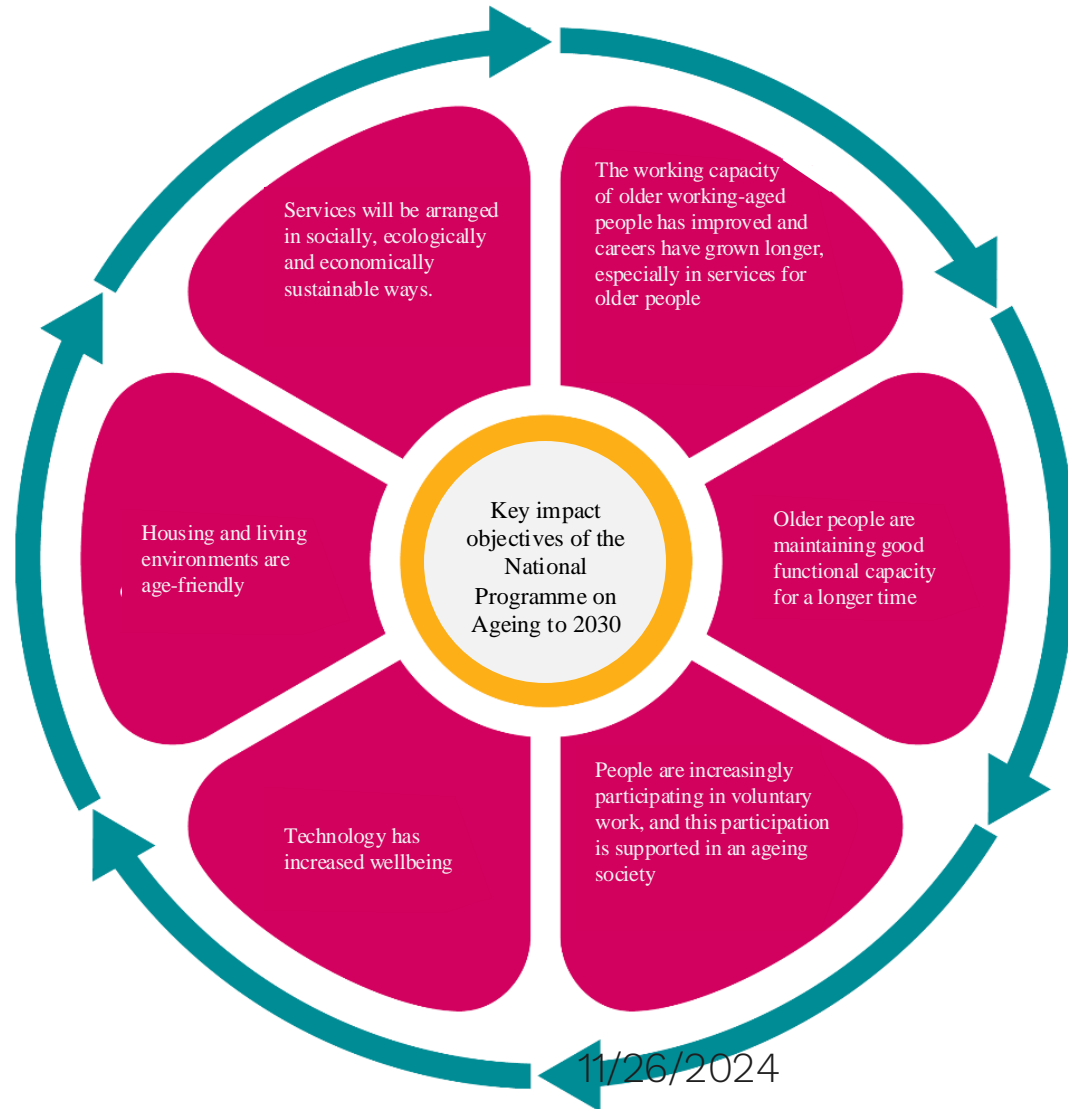 Services will be arranged
in socially, ecologically
and economically
sustainable ways.
The working capacity
of older working-aged
people has improved and
careers have grown longer,
especially in services for
older people
Housing and living
environments are
age-friendly
Key impact
objectives of the
National
Programme on
Ageing to 2030
Older people are
maintaining good
functional capacity
for a longer time
Technology has
increased wellbeing
People are increasingly
participating in voluntary
work, and this participation
is supported in an ageing
society
11/26/2024